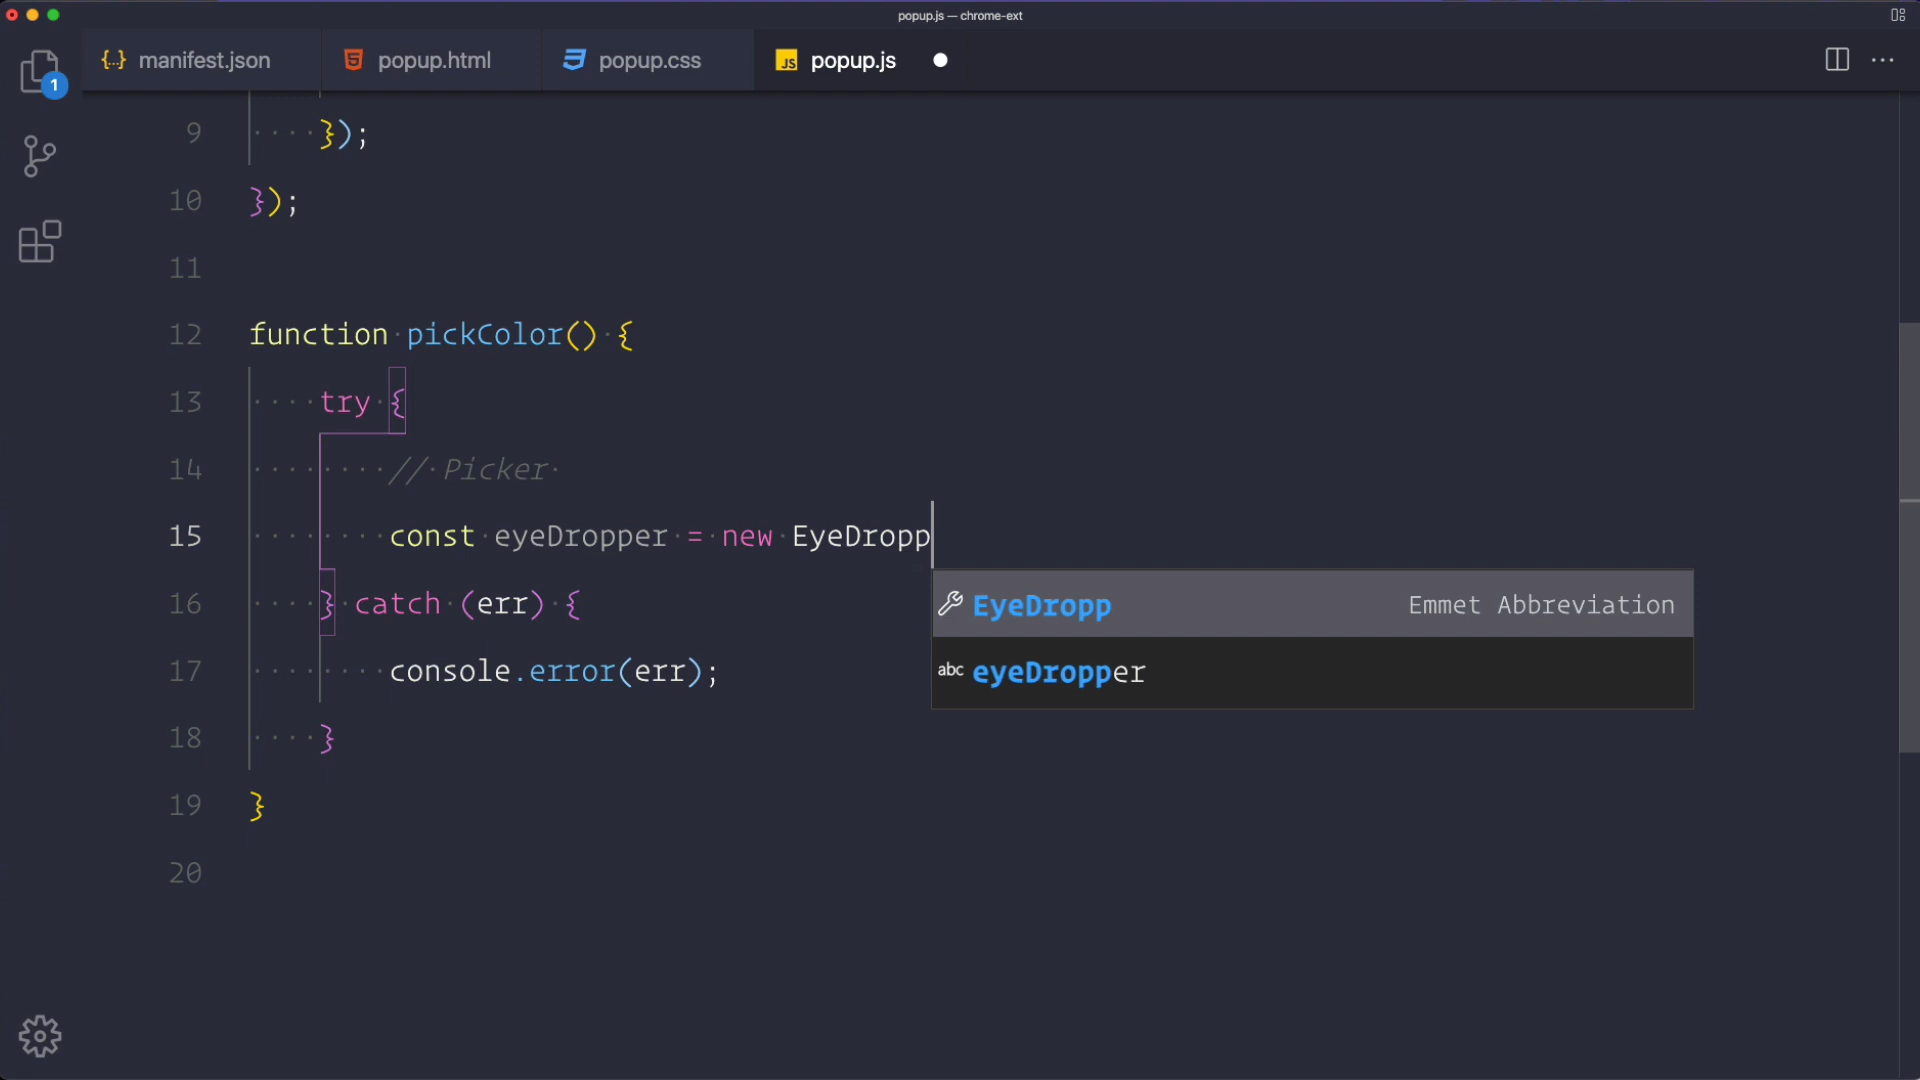 popup.js — chrome-ext
{..} manifest.json popup.html popup.css JS popup.js
1
9 });
10 });
11
12 function pickColor() {
13 try {
14 // Picker
15 const eyeDropper = new EyeDropp
EyeDropp Emmet Abbreviation
16 } catch (err) {
abc eyeDropper
17 console.error(err);
18 }
19 }
20